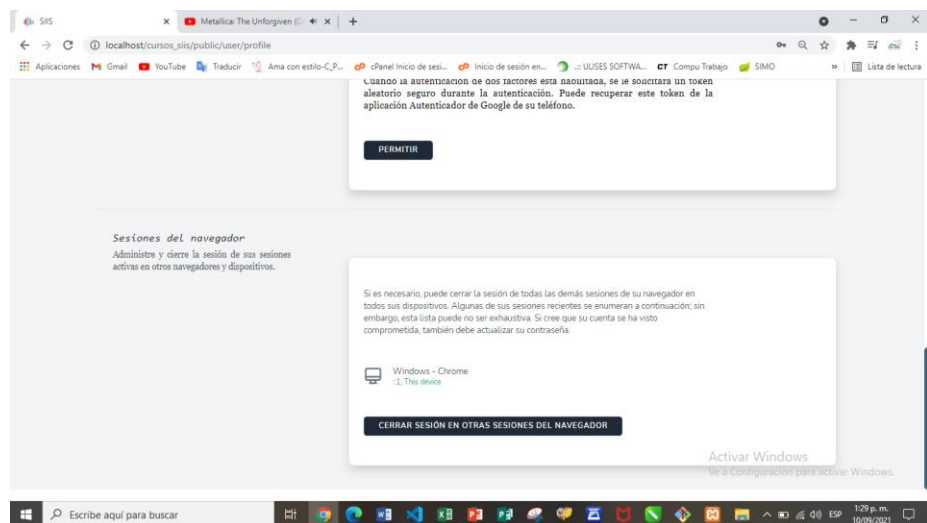 SIIS
Metallica: The Unforgiven (O
localhost/cursos_siis/public/user/profile
Aplicaciones
Gmail
YouTube
Traducir
Ama con estilo-C_P...
cPanel Inicio de sesi...
Inicio de sesión en...
..:: ULISES SOFTWA...
CT Compu Trabajo
SIMO
»
Lista de lectura
Cuando la autenticación de dos factores está habilitada, se le solicitará un token
aleatorio seguro durante la autenticación. Puede recuperar este token de la
aplicación Autenticador de Google de su teléfono.
PERMITIR
Sesiones del navegador
Administre y cierre la sesión de sus sesiones
activas en otros navegadores y dispositivos.
Si es necesario, puede cerrar la sesión de todas las demás sesiones de su navegador en
todos sus dispositivos. Algunas de sus sesiones recientes se enumeran a continuación; sin
embargo, esta lista puede no ser exhaustiva. Si cree que su cuenta se ha visto
comprometida, también debe actualizar su contraseña.
Windows - Chrome
::1, This device
CERRAR SESIÓN EN OTRAS SESIONES DEL NAVEGADOR
Activar Windows
Ve a Configuración para activar Windows.
Escribe aquí para buscar
ESP
1:29 p. m.
10/09/2021